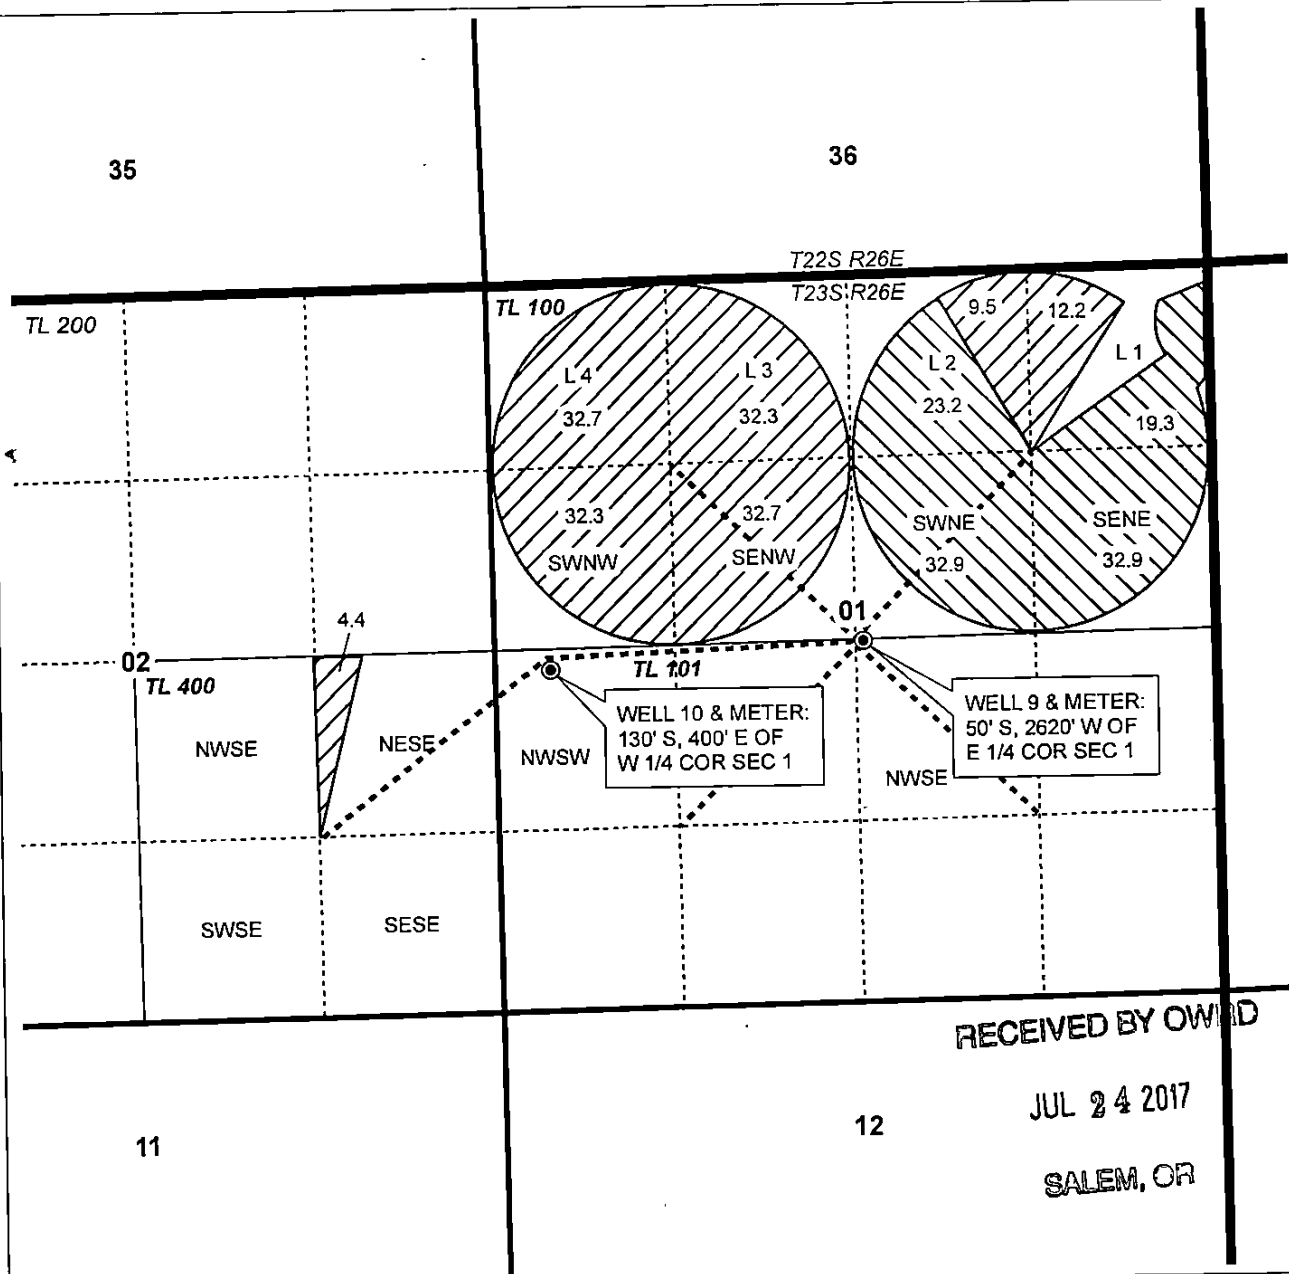 35
36
T22S R26E
T23S R26E
TL 200
TL 100
9.5
12.2
L 1
L 4
L 3
L 2
32.7
32.3
23.2
19.3
A
32.3
32.7
SWNE
SENE
SWNW
SENW
32.9
32.9
4.4
01
02
TL 400
TL 101
NWSE
NESE
NWSW
WELL 10 & METER:
130' S, 400' E OF
W 1/4 COR SEC 1
WELL 9 & METER:
50' S, 2620' W OF
E 1/4 COR SEC 1
NWSE
SWSE
SESE
RECEIVED BY OWRD
JUL 24 2017
SALEM, OR
11
12